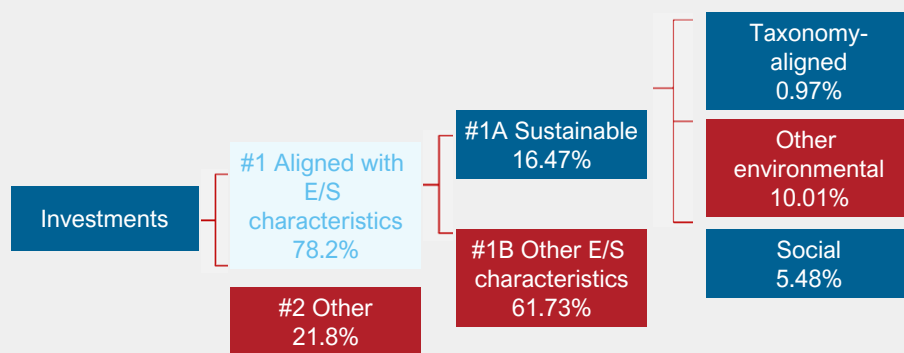 Investments
#1 Aligned with
E/S
characteristics
78.2%
#2 Other
21.8%
#1A Sustainable
16.47%
#1B Other E/S
characteristics
61.73%
Taxonomy-
aligned
0.97%
Other
environmental
10.01%
Social
5.48%